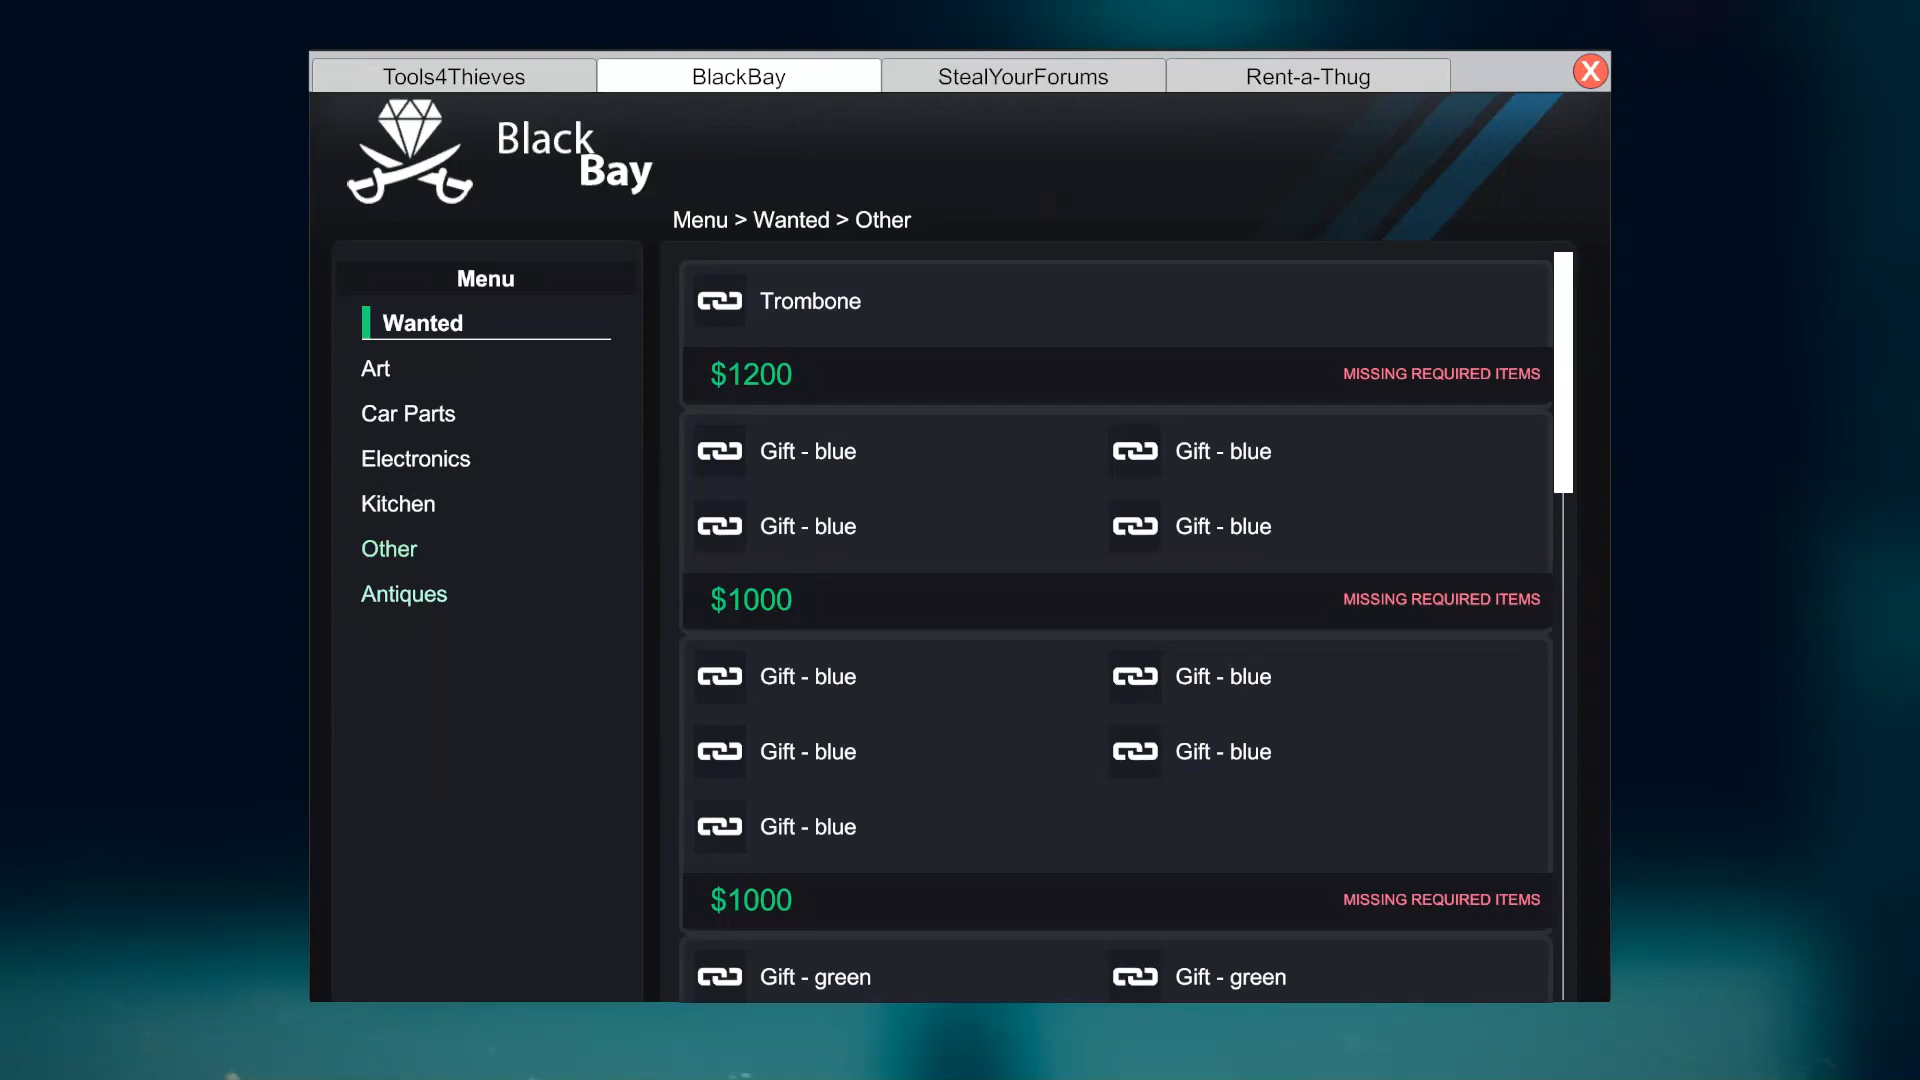 Tools4Thieves
BlackBay
StealYourForums
Rent-a-Thug
X
Black
Bay
Menu > Wanted > Other
Menu
Wanted
Art
Car Parts
Electronics
Kitchen
Other
Antiques
Trombone
$1200 MISSING REQUIRED ITEMS
Gift - blue Gift - blue
Gift - blue Gift - blue
$1000 MISSING REQUIRED ITEMS
Gift - blue Gift - blue
Gift - blue Gift - blue
Gift - blue
$1000 MISSING REQUIRED ITEMS
Gift - green Gift - green